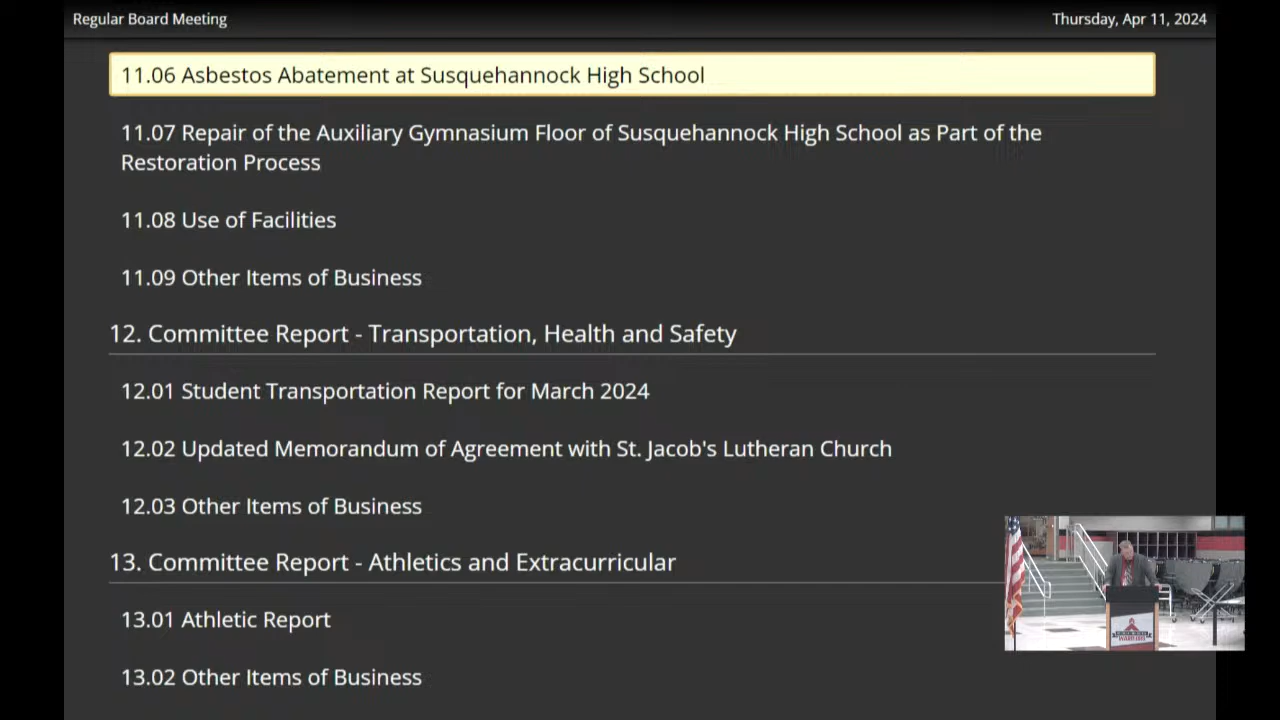 Regular Board Meeting
Thursday, Apr 11, 2024
11.06 Asbestos Abatement at Susquehannock High School
11.07 Repair of the Auxiliary Gymnasium Floor of Susquehannock High School as Part of the
Restoration Process
11.08 Use of Facilities
11.09 Other Items of Business
12. Committee Report - Transportation, Health and Safety
12.01 Student Transportation Report for March 2024
12.02 Updated Memorandum of Agreement with St. Jacob's Lutheran Church
12.03 Other Items of Business
13. Committee Report - Athletics and Extracurricular
13.01 Athletic Report
13.02 Other Items of Business
WARRIORS